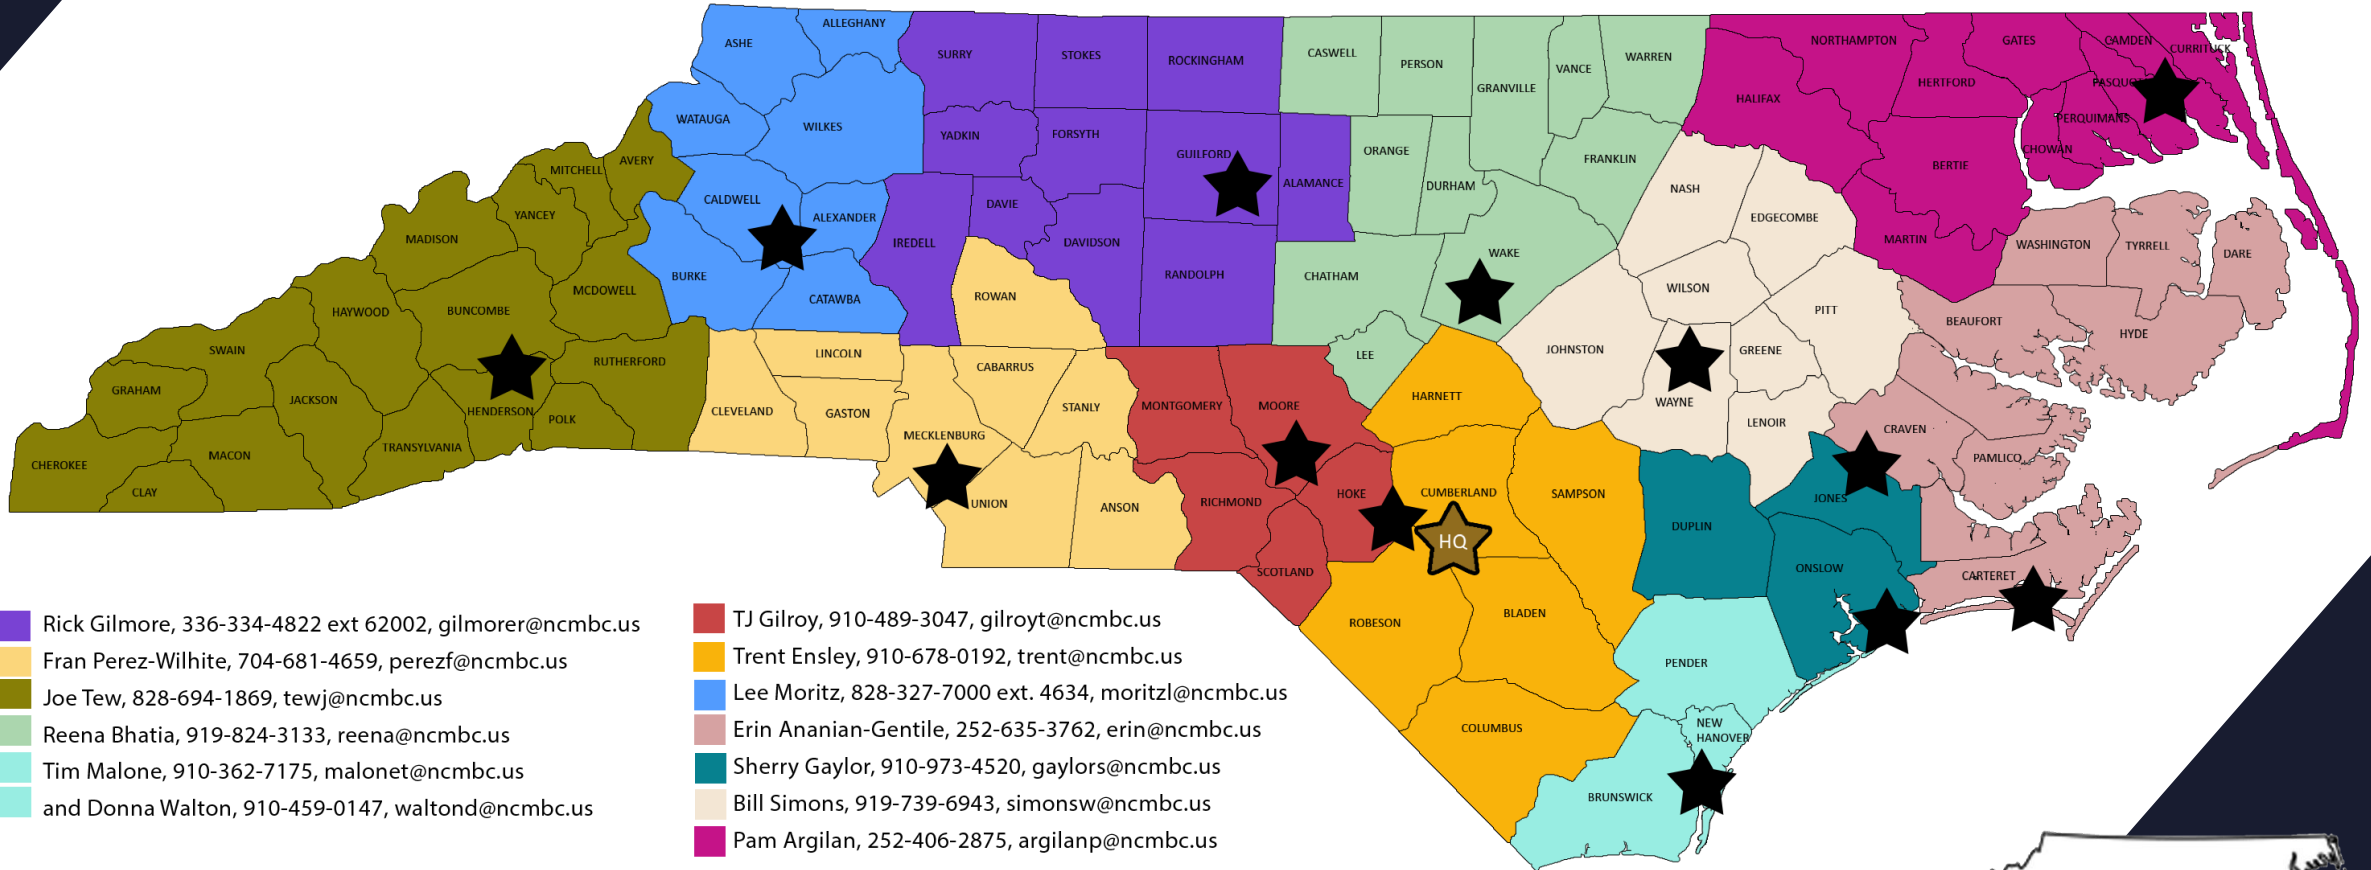 ALLEGHANY
ASHE
SURRY
STOKES
ROCKINGHAM
CASWELL
PERSON
GRANVILLE
VANCE
WARREN
NORTHAMPTON
GATES
CAMDEN
CURRITUCK
HERTFORD
HALIFAX
PERQUIMANS
CHOWAN
BERTIE
WATAUGA
WILKES
YADKIN
FORSYTH
GUILFORD
ALAMANCE
ORANGE
DURHAM
FRANKLIN
NASH
EDGECOMBE
MARTIN
WASHINGTON
TYRRELL
DARE
AVERY
MITCHELL
YANCEY
CALDWELL
ALEXANDER
IREDELL
DAVIE
DAVIDSON
RANDOLPH
CHATHAM
WAKE
WILSON
PITT
BEAUFORT
HYDE
MADISON
BURKE
CATAWBA
ROWAN
MCDOWELL
BUNCOMBE
HAYWOOD
SWAIN
GRAHAM
JACKSON
RUTHERFORD
HENDERSON
POLK
TRANSYLVANIA
MACON
CHEROKEE
CLAY
LINCOLN
CLEVELAND
GASTON
CABARRUS
STANLY
MECKLENBURG
UNION
ANSON
MONTGOMERY
MOORE
LEE
HARNETT
JOHNSTON
GREENE
WAYNE
LENOIR
CRAVEN
PAMLICO
JONES
RICHMOND
HOKE
CUMBERLAND
SAMPSON
DUPLIN
ONSLOW
CARTERET
HQ
SCOTLAND
ROBESON
BLADEN
PENDER
COLUMBUS
NEW
HANOVER
BRUNSWICK
Rick Gilmore, 336-334-4822 ext 62002, gilmorer@ncmbc.us
Fran Perez-Wilhite, 704-681-4659, perezf@ncmbc.us
Joe Tew, 828-694-1869, tewj@ncmbc.us
Reena Bhatia, 919-824-3133, reena@ncmbc.us
Tim Malone, 910-362-7175, malonet@ncmbc.us
and Donna Walton, 910-459-0147, waltond@ncmbc.us
TJ Gilroy, 910-489-3047, gilroyt@ncmbc.us
Trent Ensley, 910-678-0192, trent@ncmbc.us
Lee Moritz, 828-327-7000 ext. 4634, moritzl@ncmbc.us
Erin Ananian-Gentile, 252-635-3762, erin@ncmbc.us
Sherry Gaylor, 910-973-4520, gaylors@ncmbc.us
Bill Simons, 919-739-6943, simonsw@ncmbc.us
Pam Argilan, 252-406-2875, argilanp@ncmbc.us